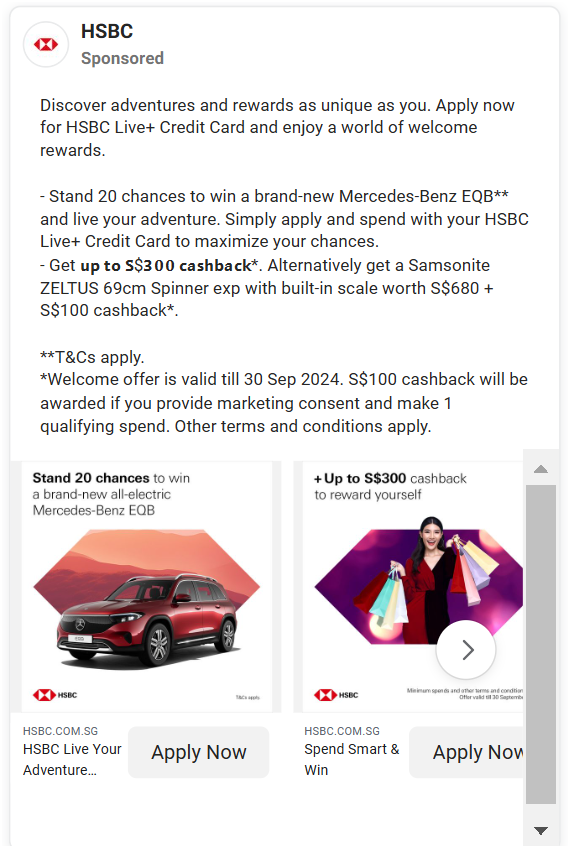 HSBC
Sponsored
Discover adventures and rewards as unique as you. Apply now
for HSBC Live+ Credit Card and enjoy a world of welcome
rewards.
- Stand 20 chances to win a brand-new Mercedes-Benz EQB**
and live your adventure. Simply apply and spend with your HSBC
Live+ Credit Card to maximize your chances.
- Get up to S$300 cashback*. Alternatively get a Samsonite
ZELTUS 69cm Spinner exp with built-in scale worth S$680 +
S$100 cashback*.
**T&Cs apply.
*Welcome offer is valid till 30 Sep 2024. S$100 cashback will be
awarded if you provide marketing consent and make 1
qualifying spend. Other terms and conditions apply.
Stand 20 chances to win
a brand-new all-electric
Mercedes-Benz EQB
HSBC
T&Cs apply
HSBC.COM.SG
HSBC Live Your
Adventure…
Apply Now
+ Up to S$300 cashback
to reward yourself
HSBC
Minimum spends and other terms and condition
Offer valid till 30 Septembe
HSBC.COM.SG
Spend Smart &
Win
Apply Now